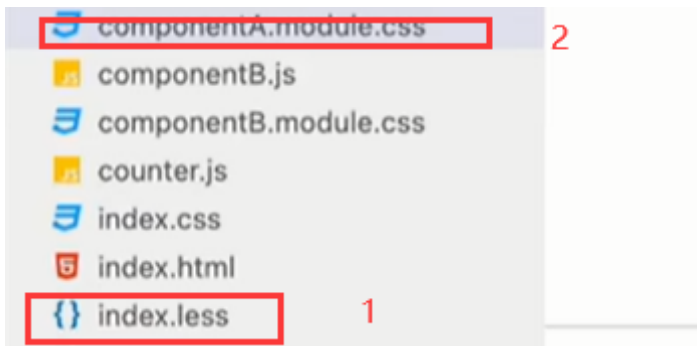 componentA.module.css
2
componentB.js
componentB.module.css
counter.js
index.css
index.html
index.less
1